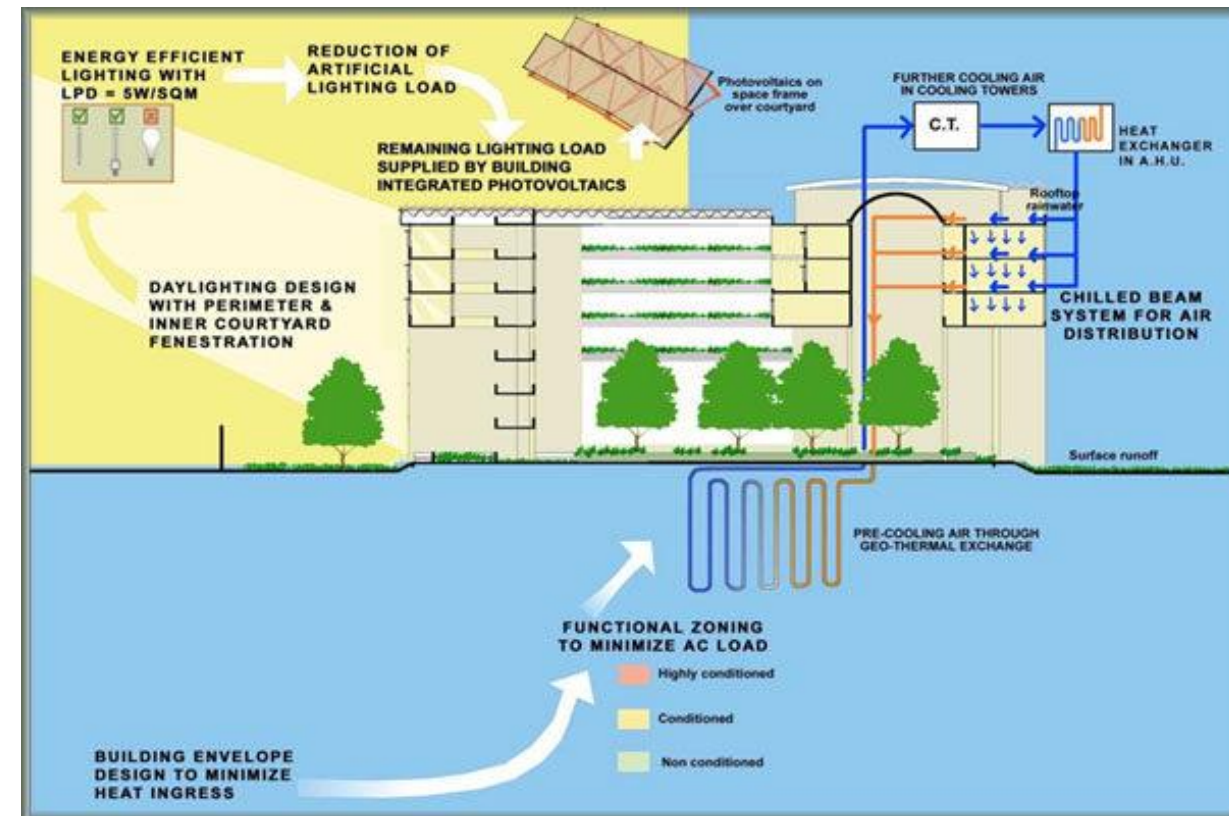 ENERGY EFFICIENT
LIGHTING WITH
LPD = 5W/SQM
REDUCTION OF
ARTIFICIAL
LIGHTING LOAD
Photovoltaics on
space frame
over courtyard
REMAINING LIGHTING LOAD
SUPPLIED BY BUILDING
INTEGRATED PHOTOVOLTAICS
FURTHER COOLING AIR
IN COOLING TOWERS
C.T.
HEAT
EXCHANGER
IN A.H.U.
Rooftop
rainwater
DAYLIGHTING DESIGN
WITH PERIMETER &
INNER COURTYARD
FENESTRATION
CHILLED BEAM
SYSTEM FOR AIR
DISTRIBUTION
Surface runoff
PRE-COOLING AIR THROUGH
GEO-THERMAL EXCHANGE
FUNCTIONAL ZONING
TO MINIMIZE AC LOAD
Highly conditioned
Conditioned
Non conditioned
BUILDING ENVELOPE
DESIGN TO MINIMIZE
HEAT INGRESS